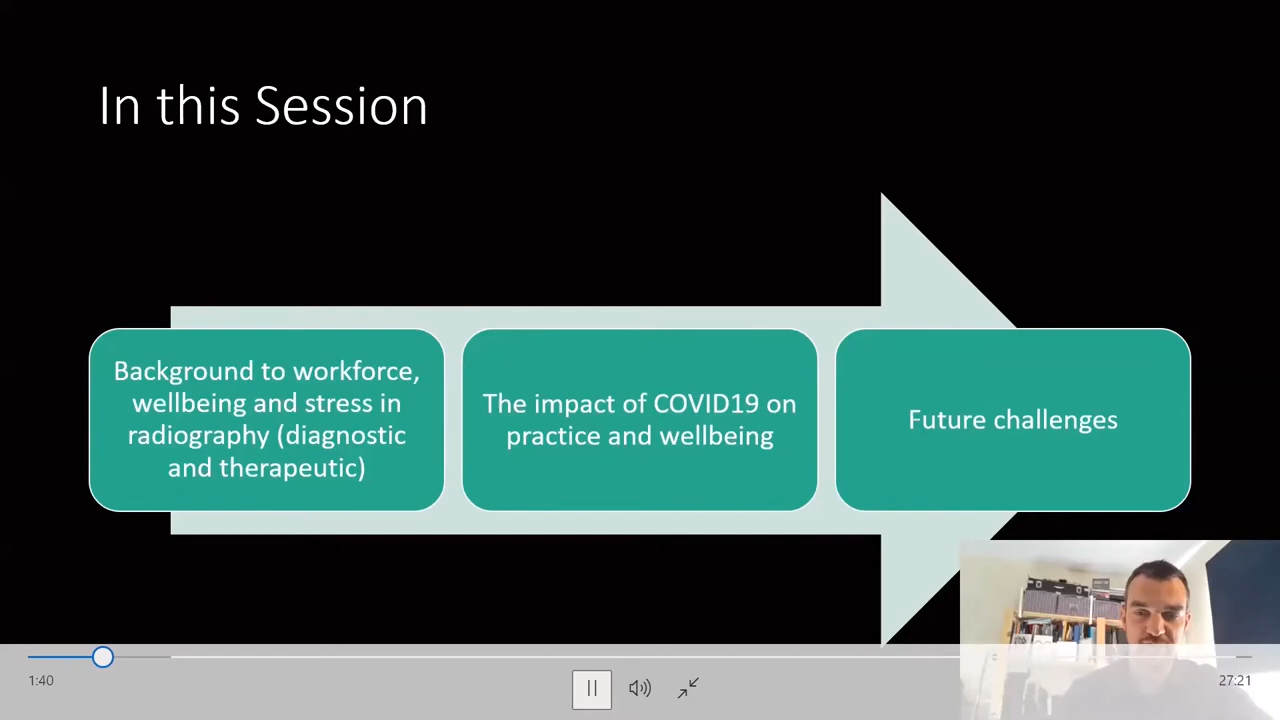 In this Session
Background to workforce,
wellbeing and stress in
radiography (diagnostic
and therapeutic)
The impact of COVID19 on
practice and wellbeing
Future challenges
1:40
27:21